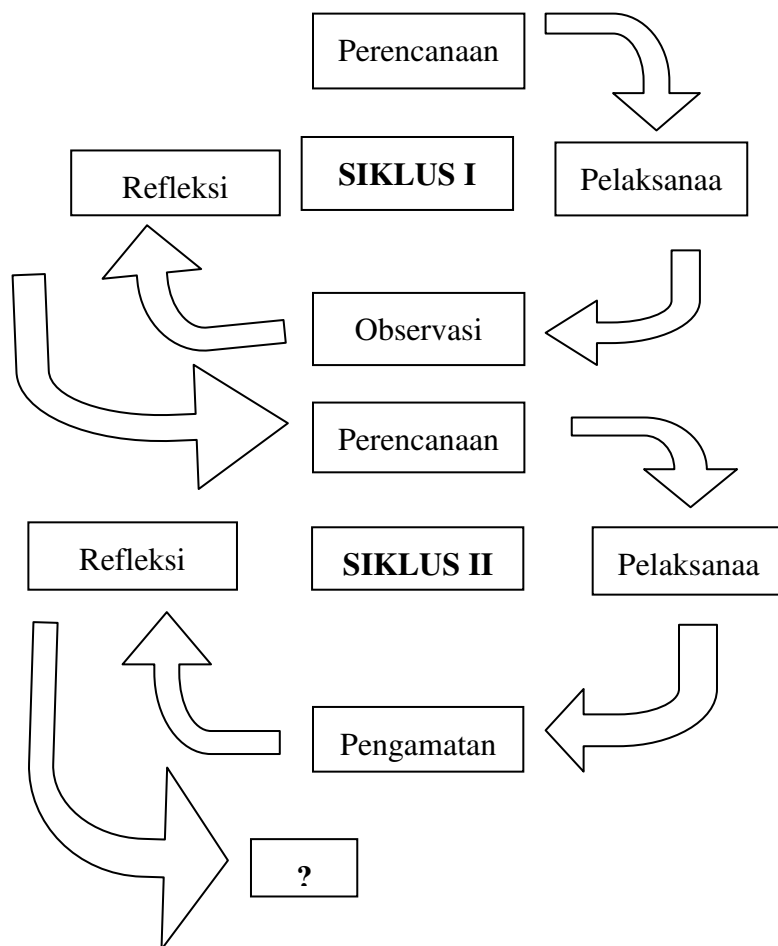 Perencanaan
Refleksi
SIKLUS I
Pelaksanaa
Observasi
Perencanaan
Refleksi
SIKLUS II
Pelaksanaa
Pengamatan
?